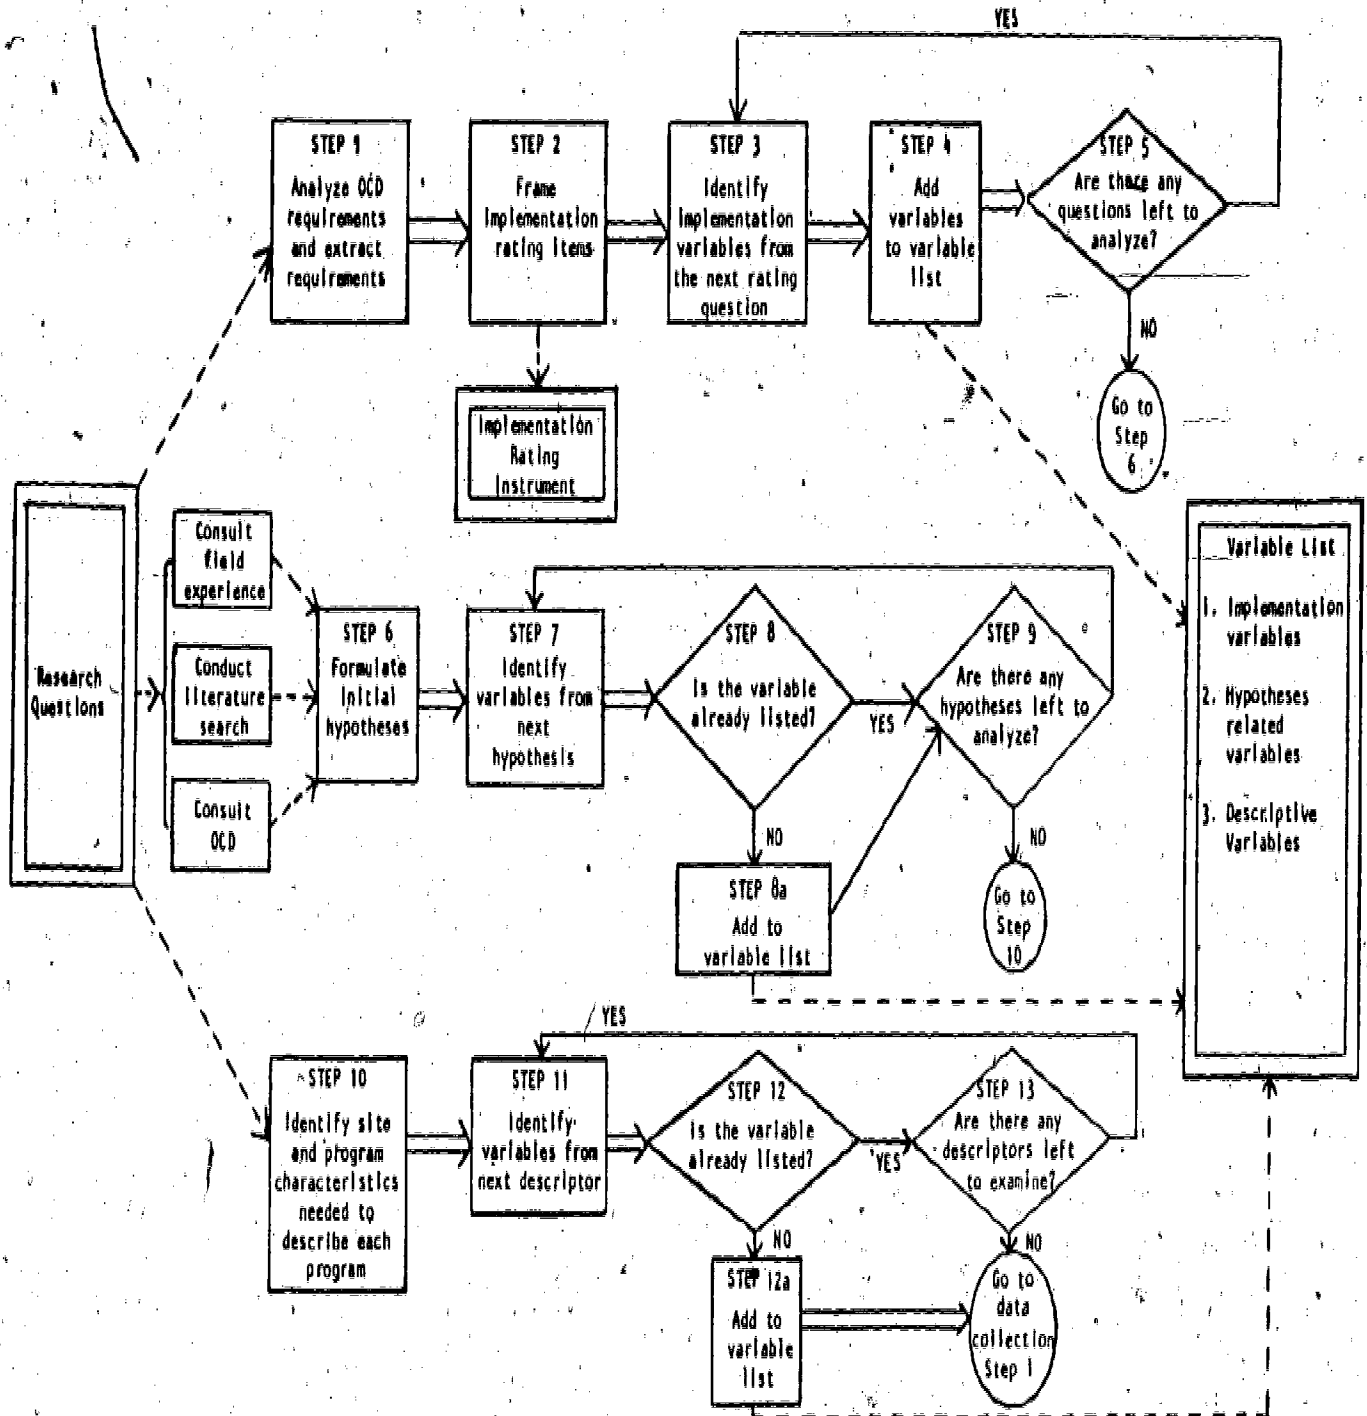 YES
STEP 1
Analyze OCD
requirements
and extract
requirements
STEP 2
Frame
implementation
rating items
STEP 3
Identify
implementation
variables from
the next rating
question
STEP 4
Add
variables
to variable
list
STEP 5
Are there any
questions left to
analyze?
NO
Go to
Step
6
Implementation
Rating
Instrument
Research
Questions
Consult
field
experience
Conduct
literature
search
Consult
OCD
STEP 6
Formulate
initial
hypotheses
STEP 7
Identify
variables from
next
hypothesis
STEP 8
Is the variable
already listed?
YES
NO
STEP 8a
Add to
variable list
STEP 9
Are there any
hypotheses left to
analyze?
NO
Go to
Step
10
Variable List
1. Implementation
variables
2. Hypotheses
related
variables
3. Descriptive
Variables
YES
STEP 10
Identify site
and program
characteristics
needed to
describe each
program
STEP 11
Identify
variables from
next descriptor
STEP 12
Is the variable
already listed?
YES
NO
STEP 12a
Add to
variable
list
STEP 13
Are there any
descriptors left
to examine?
NO
Go to
data
collection
Step 1